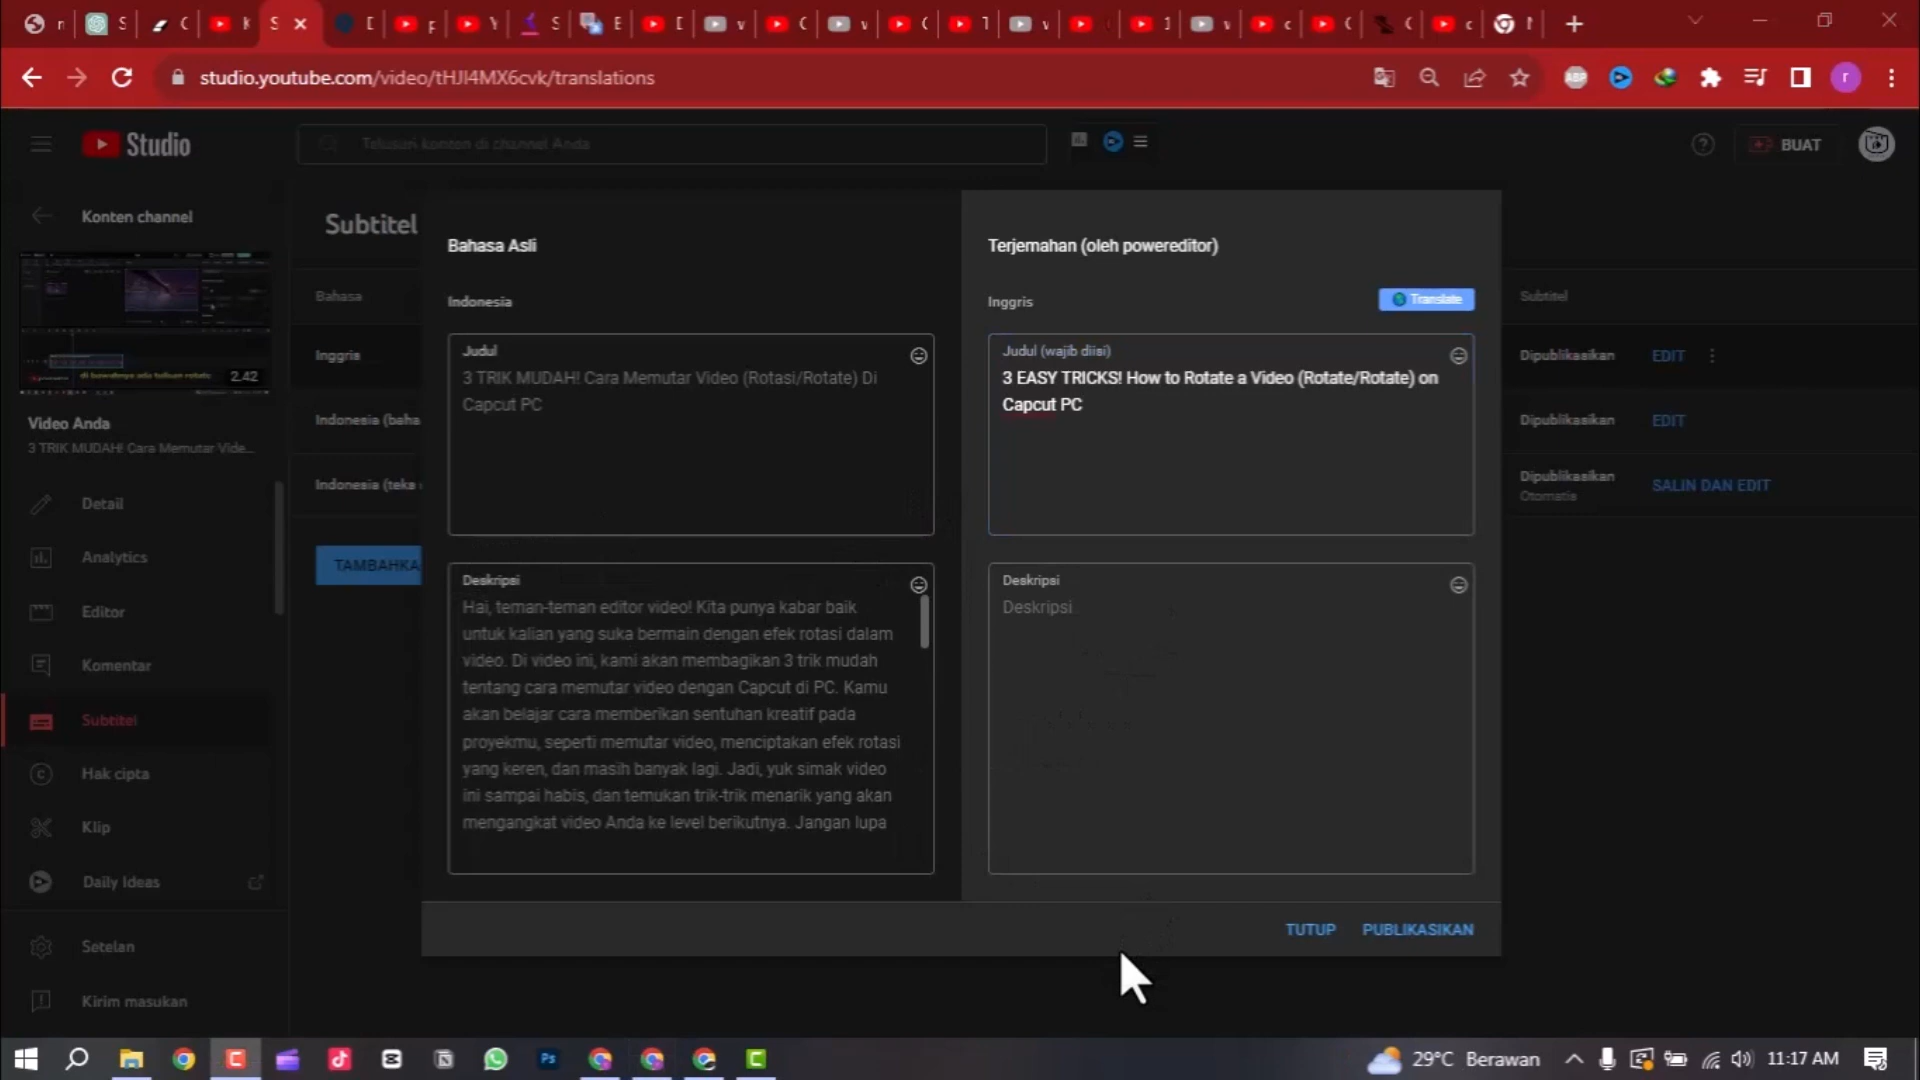 studio.youtube.com/video/tHJl4MX6cvk/translations
ABP
r
Studio
Telusuri konten di channel Anda
BUAT
Konten channel
2.42
Video Anda
3 TRIK MUDAH! Cara Memutar Vide...
Detail
Analytics
Editor
Komentar
Subtitel
Hak cipta
Klip
Daily Ideas
Setelan
Kirim masukan
Subtitel
Bahasa
Inggris
Indonesia (baha
Indonesia (teks
TAMBAHKA
Bahasa Asli
Indonesia
Judul
3 TRIK MUDAH! Cara Memutar Video (Rotasi/Rotate) Di
Capcut PC
Deskripsi
Hai, teman-teman editor video! Kita punya kabar baik
untuk kalian yang suka bermain dengan efek rotasi dalam
video. Di video ini, kami akan membagikan 3 trik mudah
tentang cara memutar video dengan Capcut di PC. Kamu
akan belajar cara memberikan sentuhan kreatif pada
proyekmu, seperti memutar video, menciptakan efek rotasi
yang keren, dan masih banyak lagi. Jadi, yuk simak video
ini sampai habis, dan temukan trik-trik menarik yang akan
mengangkat video Anda ke level berikutnya. Jangan lupa
Terjemahan (oleh powereditor)
Inggris
Translate
Judul (wajib diisi)
3 EASY TRICKS! How to Rotate a Video (Rotate/Rotate) on
Capcut PC
Deskripsi
Deskripsi
TUTUP
PUBLIKASIKAN
Subtitel
Dipublikasikan
EDIT
Dipublikasikan
EDIT
Dipublikasikan
Otomatis
SALIN DAN EDIT
Ps
29°C Berawan
11:17 AM